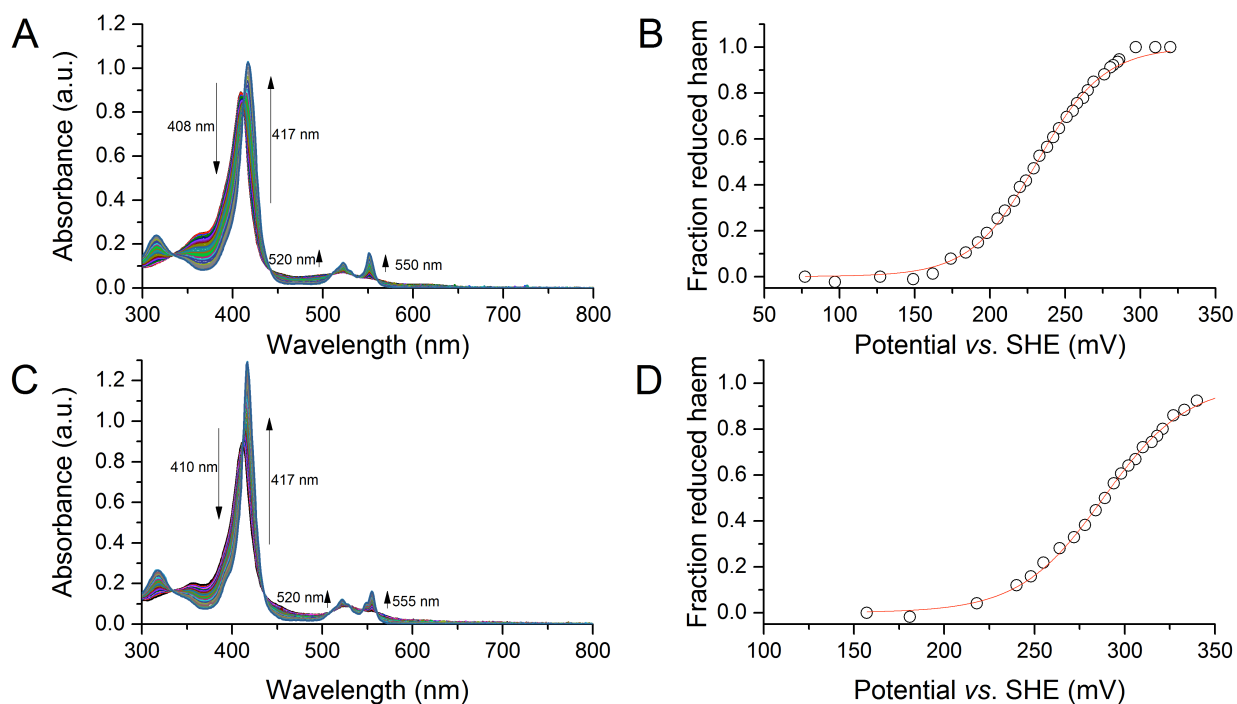 A
Absorbance (a.u.)
1.2
1.0
0.8
0.6
0.4
0.2
0.0
408 nm
417 nm
520 nm
550 nm
300 400 500 600 700 800
Wavelength (nm)
B
Fraction reduced haem
1.0
0.8
0.6
0.4
0.2
0.0
50 100 150 200 250 300 350
Potential vs. SHE (mV)
C
Absorbance (a.u.)
1.2
1.0
0.8
0.6
0.4
0.2
0.0
410 nm
417 nm
520 nm
555 nm
300 400 500 600 700 800
Wavelength (nm)
D
Fraction reduced haem
1.0
0.8
0.6
0.4
0.2
0.0
100 150 200 250 300 350
Potential vs. SHE (mV)